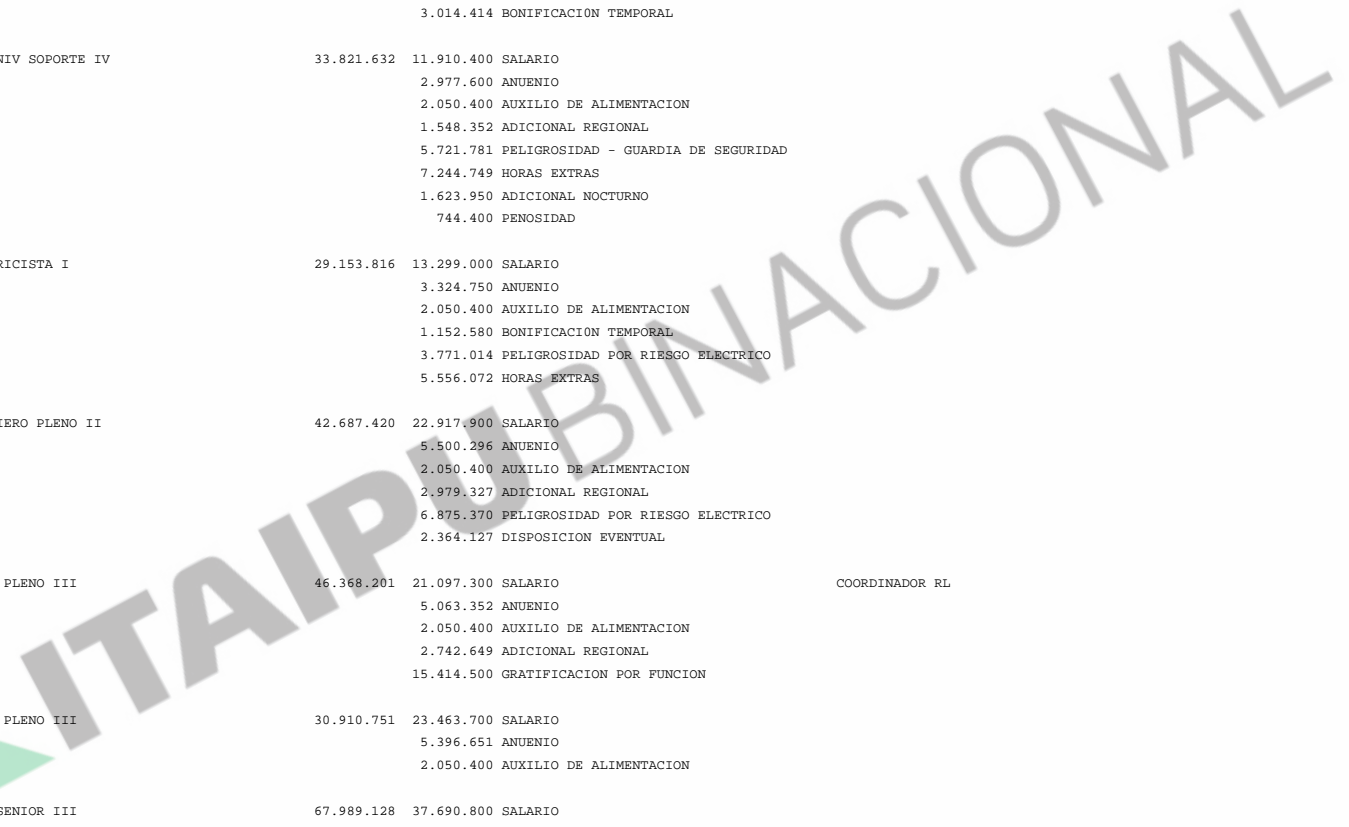 3.014.414 BONIFICACI0N TEMPORAL
NIV SOPORTE IV 33.821.632 11.910.400 SALARIO
2.977.600 ANUENIO
2.050.400 AUXILIO DE ALIMENTACION
1.548.352 ADICIONAL REGIONAL
5.721.781 PELIGROSIDAD - GUARDIA DE SEGURIDAD
7.244.749 HORAS EXTRAS
1.623.950 ADICIONAL NOCTURNO
744.400 PENOSIDAD
RICISTA I 29.153.816 13.299.000 SALARIO
3.324.750 ANUENIO
2.050.400 AUXILIO DE ALIMENTACION
1.152.580 BONIFICACI0N TEMPORAL
3.771.014 PELIGROSIDAD POR RIESGO ELECTRICO
5.556.072 HORAS EXTRAS
IERO PLENO II 42.687.420 22.917.900 SALARIO
5.500.296 ANUENIO
2.050.400 AUXILIO DE ALIMENTACION
2.979.327 ADICIONAL REGIONAL
6.875.370 PELIGROSIDAD POR RIESGO ELECTRICO
2.364.127 DISPOSICION EVENTUAL
PLENO III 46.368.201 21.097.300 SALARIO COORDINADOR RL
5.063.352 ANUENIO
2.050.400 AUXILIO DE ALIMENTACION
2.742.649 ADICIONAL REGIONAL
15.414.500 GRATIFICACION POR FUNCION
PLENO III 30.910.751 23.463.700 SALARIO
5.396.651 ANUENIO
2.050.400 AUXILIO DE ALIMENTACION
SENIOR III 67.989.128 37.690.800 SALARIO
ITAIPU BINACIONAL